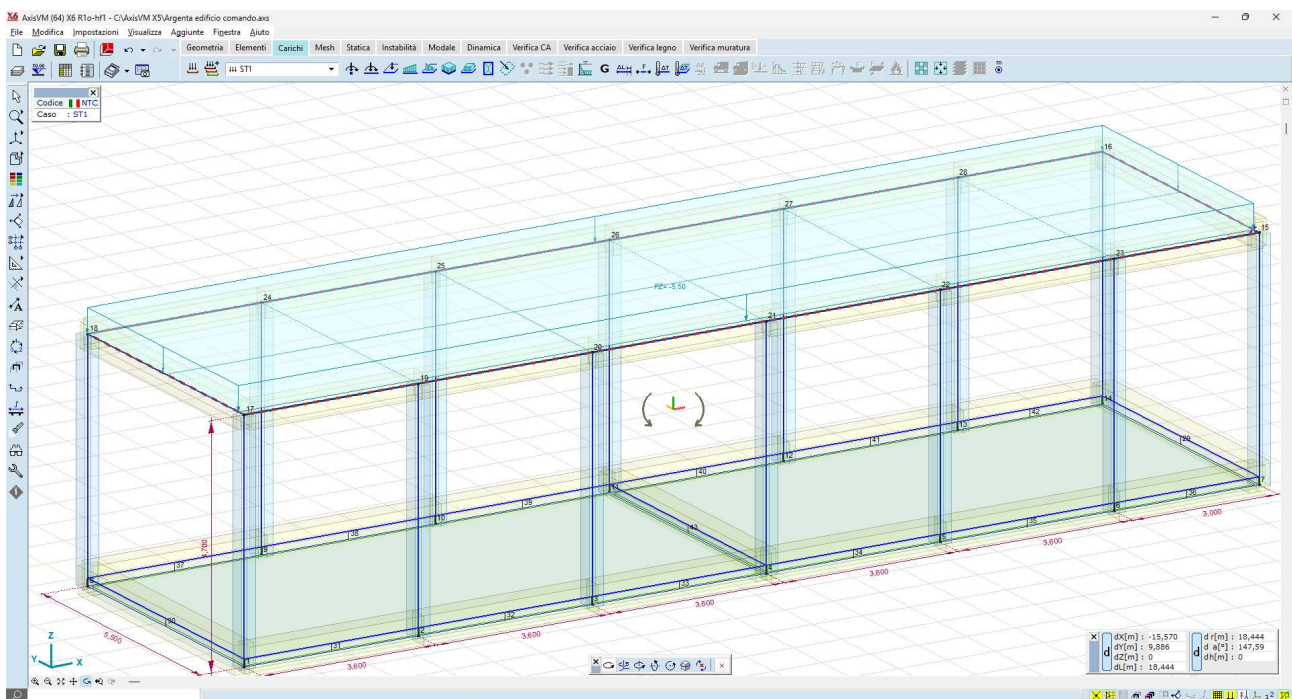 X6 AxisVM (64) X6 R1o-hf1 - C:\AxisVM X5\Argenta edificio comando.axs
File Modifica Impostazioni Visualizza Aggiunte Finestra Aiuto
Geometria Elementi Carichi Mesh Statica Instabilità Modale Dinamica Verifica CA Verifica acciaio Verifica legno Verifica muratura
ST1
Codice NTC
Caso : ST1
16
28
15
27
23
26
22
PZ= -5,50
25
21
24
20
18
19
17
14
42
13
29
41
7
12
36
40
6
3,000
11
35
39
5
3,600
10
43
34
38
4
3,600
9
33
37
3
3,600
8
32
4,700
2
3,600
30
31
5,500
1
3,600
Z
Y
X
dX[m] : -15,570
dY[m] : 9,886
dZ[m] : 0
dL[m] : 18,444
d
d r[m] : 18,444
d a[°] : 147,59
dh[m] : 0
d